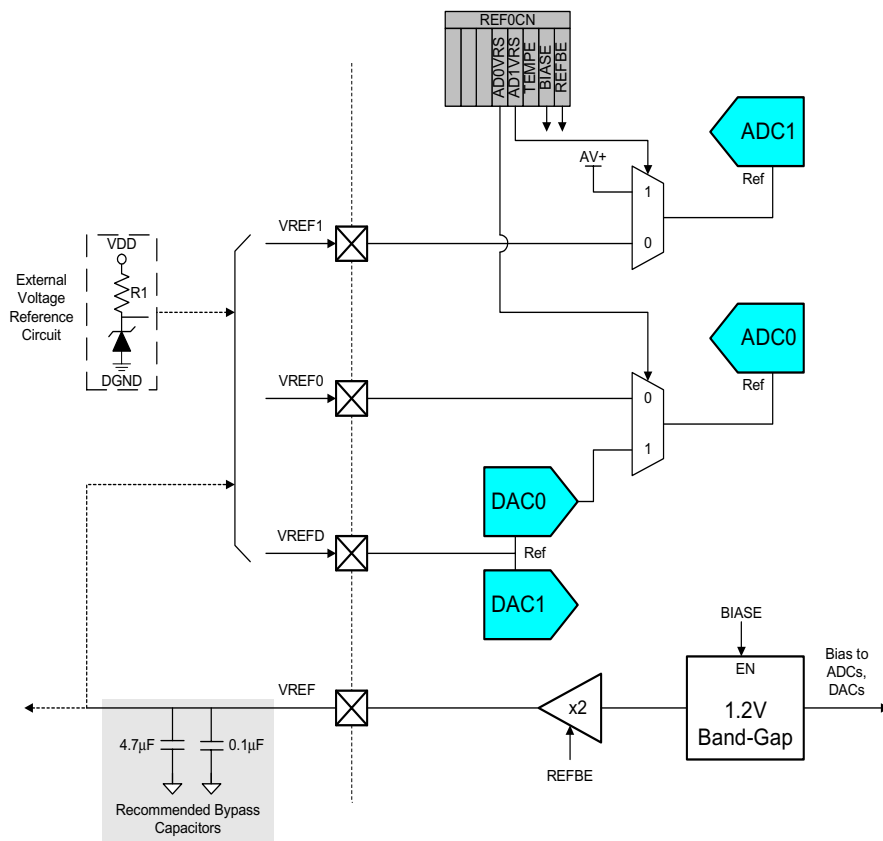 REF0CN
AD0VRS
AD1VRS
TEMPE
BIASE
REFBE
ADC1
Ref
AV+
1
0
VREF1
External
Voltage
Reference
Circuit
VDD
R1
DGND
ADC0
Ref
VREF0
0
1
DAC0
VREFD
Ref
DAC1
BIASE
EN
1.2V
Band-Gap
Bias to
ADCs,
DACs
VREF
x2
REFBE
4.7µF
0.1µF
Recommended Bypass
Capacitors